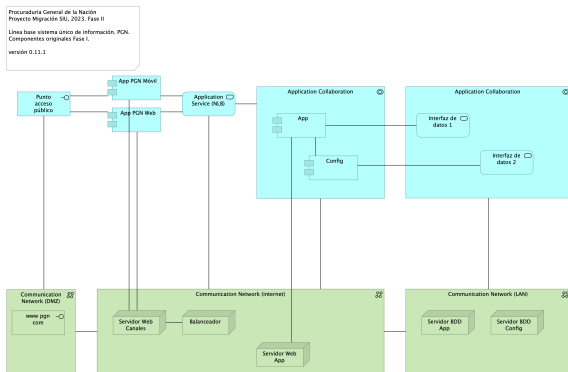 Procuraduría General de la Nación
Proyecto Migración SIU, 2023. Fase II
Línea base sistema único de información. PGN.
Componentes originales Fase I.
versión 0.11.1
Punto
acceso
público
App PGN Móvil
App PGN Web
Application
Service (NLB)
Application Collaboration
App
Config
Application Collaboration
Interfaz de
datos 1
Interfaz de
datos 2
Communication
Network (DMZ)
www pgn
com
Communication Network (Internet)
Servidor Web
Canales
Balanceador
Servidor Web
App
Communication Network (LAN)
Servidor BDD
App
Servidor BDD
Config